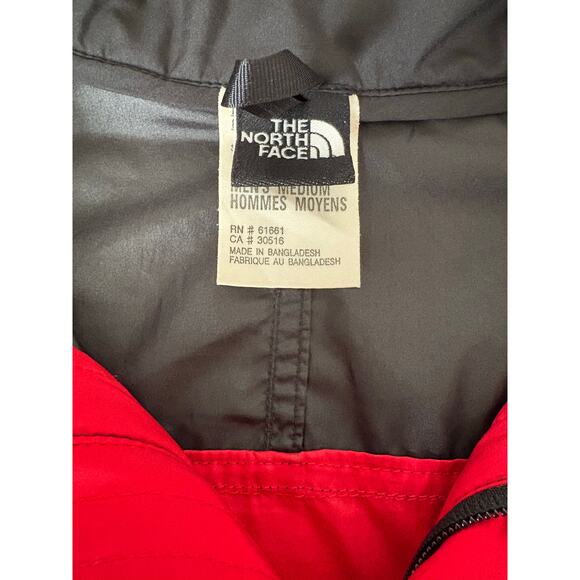 THE
NORTH
FACE
MEN'S MEDIUM
HOMMES MOYENS
RN # 61661
CA # 30516
MADE IN BANGLADESH
FABRIQUE AU BANGLADESH